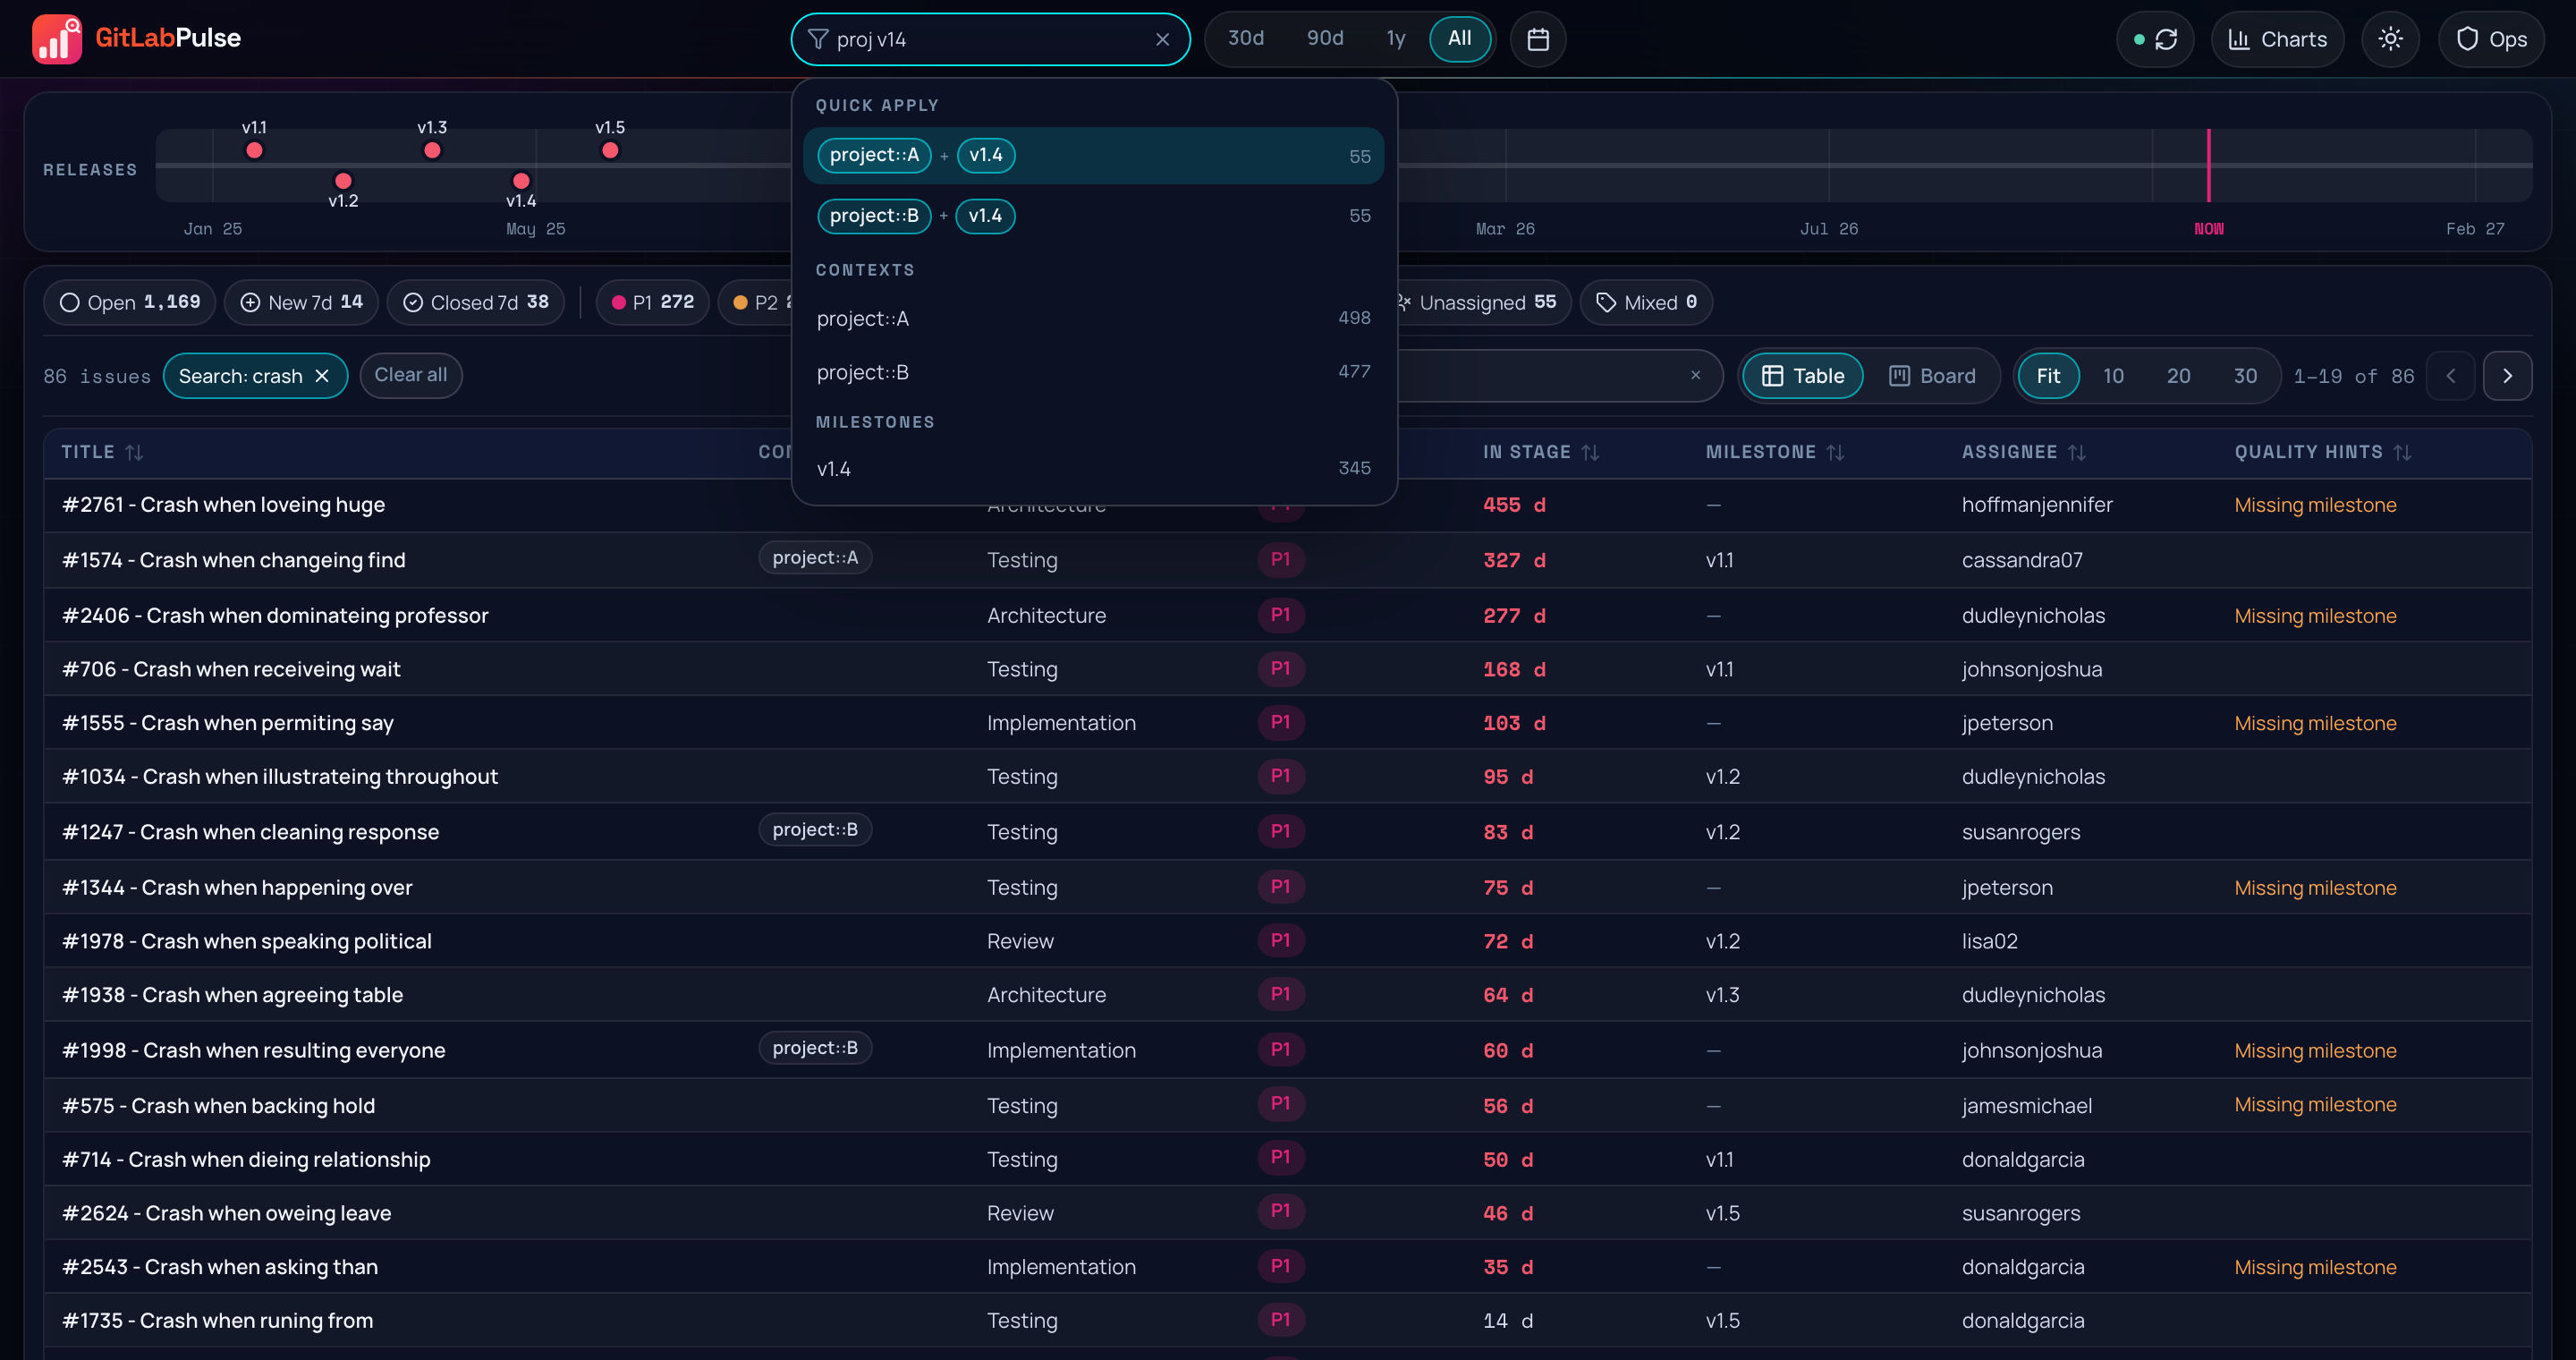 GitLabPulse
proj v14
30d 90d 1y All
Charts
Ops
RELEASES
v1.1 v1.3 v1.5
v1.2 v1.4
Jan 25 May 25 Mar 26 Jul 26 NOW Feb 27
QUICK APPLY
project::A + v1.4 55
project::B + v1.4 55
CONTEXTS
project::A 498
project::B 477
MILESTONES
v1.4 345
Open 1,169 New 7d 14 Closed 7d 38 P1 272 P2 Unassigned 55 Mixed 0
86 issues Search: crash Clear all Table Board Fit 10 20 30 1–19 of 86
TITLE IN STAGE MILESTONE ASSIGNEE QUALITY HINTS
#2761 - Crash when loveing huge Architecture P1 455 d — hoffmanjennifer Missing milestone
#1574 - Crash when changeing find project::A Testing P1 327 d v1.1 cassandra07
#2406 - Crash when dominateing professor Architecture P1 277 d — dudleynicholas Missing milestone
#706 - Crash when receiveing wait Testing P1 168 d v1.1 johnsonjoshua
#1555 - Crash when permiting say Implementation P1 103 d — jpeterson Missing milestone
#1034 - Crash when illustrateing throughout Testing P1 95 d v1.2 dudleynicholas
#1247 - Crash when cleaning response project::B Testing P1 83 d v1.2 susanrogers
#1344 - Crash when happening over Testing P1 75 d — jpeterson Missing milestone
#1978 - Crash when speaking political Review P1 72 d v1.2 lisa02
#1938 - Crash when agreeing table Architecture P1 64 d v1.3 dudleynicholas
#1998 - Crash when resulting everyone project::B Implementation P1 60 d — johnsonjoshua Missing milestone
#575 - Crash when backing hold Testing P1 56 d — jamesmichael Missing milestone
#714 - Crash when dieing relationship Testing P1 50 d v1.1 donaldgarcia
#2624 - Crash when oweing leave Review P1 46 d v1.5 susanrogers
#2543 - Crash when asking than Implementation P1 35 d — donaldgarcia Missing milestone
#1735 - Crash when runing from Testing P1 14 d v1.5 donaldgarcia